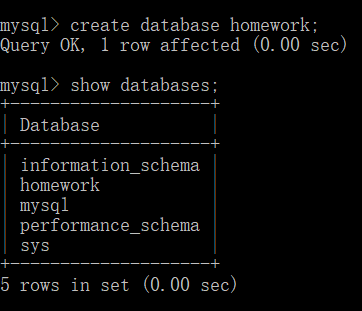 mysql> create database homework;
Query OK, 1 row affected (0.00 sec)
mysql> show databases;
+--------------------+
| Database           |
+--------------------+
| information_schema |
| homework           |
| mysql              |
| performance_schema |
| sys                |
+--------------------+
5 rows in set (0.00 sec)